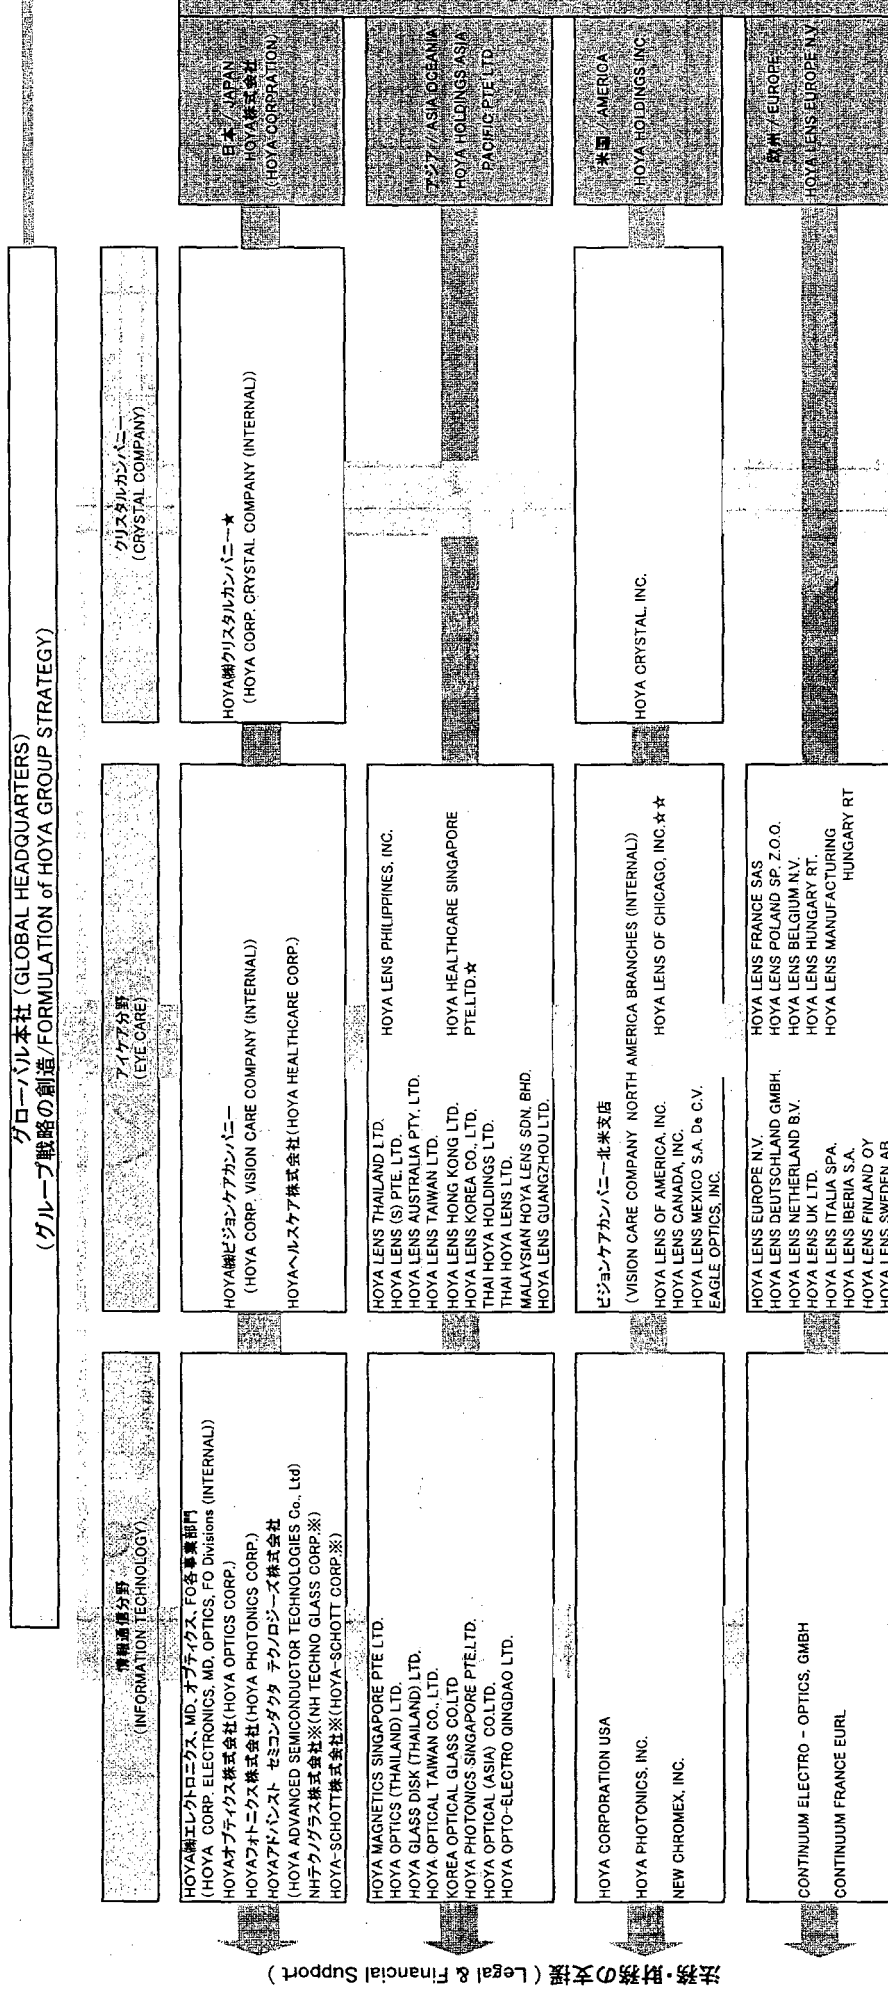 グローバル本社 (GLOBAL HEADQUARTERS)
(グループ戦略の創造/FORMULATION of HOYA GROUP STRATEGY)
情報通信分野
(INFORMATION TECHNOLOGY)
アイケア分野
(EYE CARE)
クリスタルカンパニー
(CRYSTAL COMPANY)
HOYA㈱エレクトロニクス、MD、オプティクス、FO各事業部門
(HOYA CORP. ELECTRONICS, MD, OPTICS, FO Divisions (INTERNAL))
HOYAオプティクス株式会社(HOYA OPTICS CORP.)
HOYAフォトニクス株式会社(HOYA PHOTONICS CORP.)
HOYAアドバンスト セミコンダクタ テクノロジーズ株式会社
(HOYA ADVANCED SEMICONDUCTOR TECHNOLOGIES Co., Ltd)
NHテクノグラス株式会社※(NH TECHNO GLASS CORP.※)
HOYA-SCHOTT株式会社※(HOYA-SCHOTT CORP.※)
HOYA㈱ビジョンケアカンパニー
(HOYA CORP. VISION CARE COMPANY (INTERNAL))
HOYAヘルスケア株式会社(HOYA HEALTHCARE CORP.)
HOYA㈱クリスタルカンパニー★
(HOYA CORP. CRYSTAL COMPANY (INTERNAL))
日本 / JAPAN
HOYA株式会社
(HOYA CORPRATION)
HOYA MAGNETICS SINGAPORE PTE LTD.
HOYA OPTICS (THAILAND) LTD.
HOYA GLASS DISK (THAILAND) LTD.
HOYA OPTICAL TAIWAN CO., LTD.
KOREA OPTICAL GLASS CO.LTD
HOYA PHOTONICS SINGAPORE PTE.LTD.
HOYA OPTICAL (ASIA) CO.LTD.
HOYA OPTO-ELECTRO QINGDAO LTD.
HOYA LENS THAILAND LTD.
HOYA LENS (S) PTE. LTD.
HOYA LENS AUSTRALIA PTY. LTD.
HOYA LENS TAIWAN LTD.
HOYA LENS HONG KONG LTD.
HOYA LENS KOREA CO., LTD.
THAI HOYA HOLDINGS LTD.
THAI HOYA LENS LTD.
MALAYSIAN HOYA LENS SDN. BHD.
HOYA LENS GUANGZHOU LTD.
HOYA LENS PHILIPPINES, INC.
HOYA HEALTHCARE SINGAPORE
PTE.LTD.☆
アジア / ASIA,OCEANIA
HOYA HOLDINGS ASIA
PACIFIC PTE LTD
HOYA CORPORATION USA
HOYA PHOTONICS, INC.
NEW CHROMEX, INC.
ビジョンケアカンパニー北米支店
(VISION CARE COMPANY NORTH AMERICA BRANCHES (INTERNAL))
HOYA LENS OF AMERICA, INC.
HOYA LENS CANADA, INC.
HOYA LENS MEXICO S.A. De C.V.
EAGLE OPTICS, INC.
HOYA LENS OF CHICAGO, INC.☆☆
HOYA CRYSTAL, INC.
米国 / AMERICA
HOYA HOLDINGS, INC.
CONTINUUM ELECTRO - OPTICS, GMBH
CONTINUUM FRANCE EURL
HOYA LENS EUROPE N.V.
HOYA LENS DEUTSCHLAND GMBH.
HOYA LENS NETHERLAND B.V.
HOYA LENS UK LTD.
HOYA LENS ITALIA SPA.
HOYA LENS IBERIA S.A.
HOYA LENS FINLAND OY
HOYA LENS SWEDEN AB
HOYA LENS FRANCE SAS
HOYA LENS POLAND SP. Z.O.O.
HOYA LENS BELGIUM N.V.
HOYA LENS HUNGARY RT.
HOYA LENS MANUFACTURING
HUNGARY RT
欧州 / EUROPE
HOYA LENS EUROPE N.V.
法務・財務の支援 ( Legal & Financial Support )